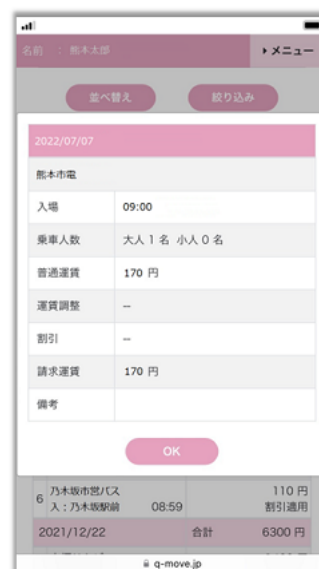 名前 : 熊本太郎 メニュー
並べ替え 絞り込み
2022/07/07
熊本市電
入場 09:00
乗車人数 大人 1 名 小人 0 名
普通運賃 170 円
運賃調整 --
割引 --
請求運賃 170 円
備考
OK
6 乃木坂市営バス 110 円
入：乃木坂駅前 08:59 割引適用
2021/12/22 合計 6300 円
q-move.jp